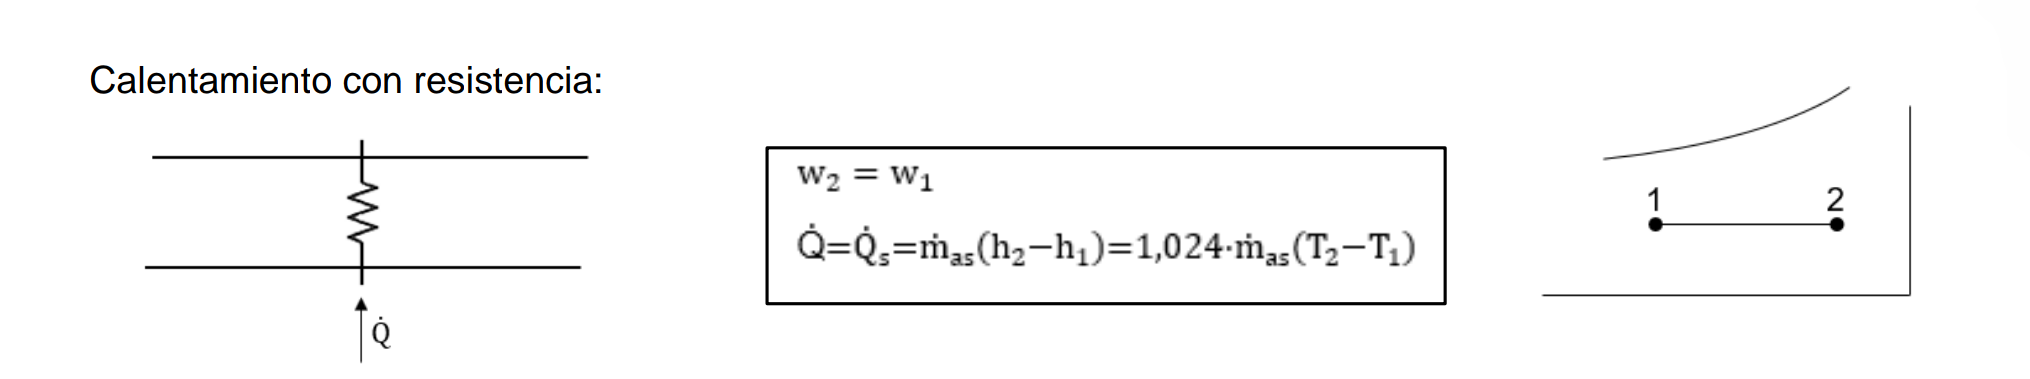 Calentamiento con resistencia:
w₂ = w₁
Q̇=Q̇ₛ=ṁₐₛ(h₂−h₁)=1,024·ṁₐₛ(T₂−T₁)
1 2
Q̇